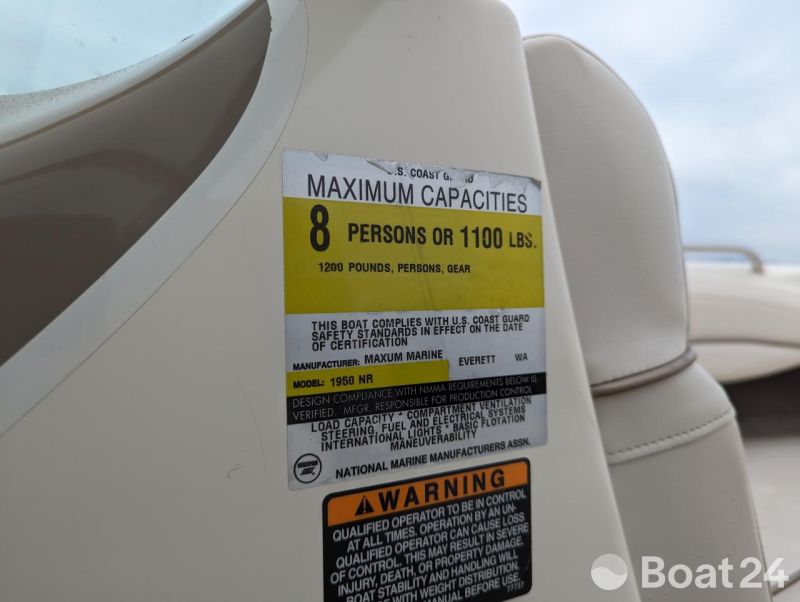 U.S. COAST GUARD
MAXIMUM CAPACITIES
8 PERSONS OR 1100 LBS.
1200 POUNDS, PERSONS, GEAR
THIS BOAT COMPLIES WITH U.S. COAST GUARD
SAFETY STANDARDS IN EFFECT ON THE DATE
OF CERTIFICATION
MANUFACTURER: MAXUM MARINE EVERETT WA
MODEL: 1950 NR
DESIGN COMPLIANCE WITH NMMA REQUIREMENTS BELOW IS
VERIFIED. MFGR. RESPONSIBLE FOR PRODUCTION CONTROL
LOAD CAPACITY * COMPARTMENT VENTILATION
STEERING, FUEL AND ELECTRICAL SYSTEMS
INTERNATIONAL LIGHTS * BASIC FLOTATION
MANEUVERABILITY
NATIONAL MARINE MANUFACTURERS ASSN.
WARNING
QUALIFIED OPERATOR TO BE IN CONTROL
AT ALL TIMES, OPERATION BY AN UN-
QUALIFIED OPERATOR CAN CAUSE LOSS
OF CONTROL. THIS MAY RESULT IN SEVERE
INJURY, DEATH, OR PROPERTY DAMAGE.
BOAT STABILITY AND HANDLING WILL
WITH WEIGHT DISTRIBUTION.
MANUAL BEFORE USE.
77737
Boat24